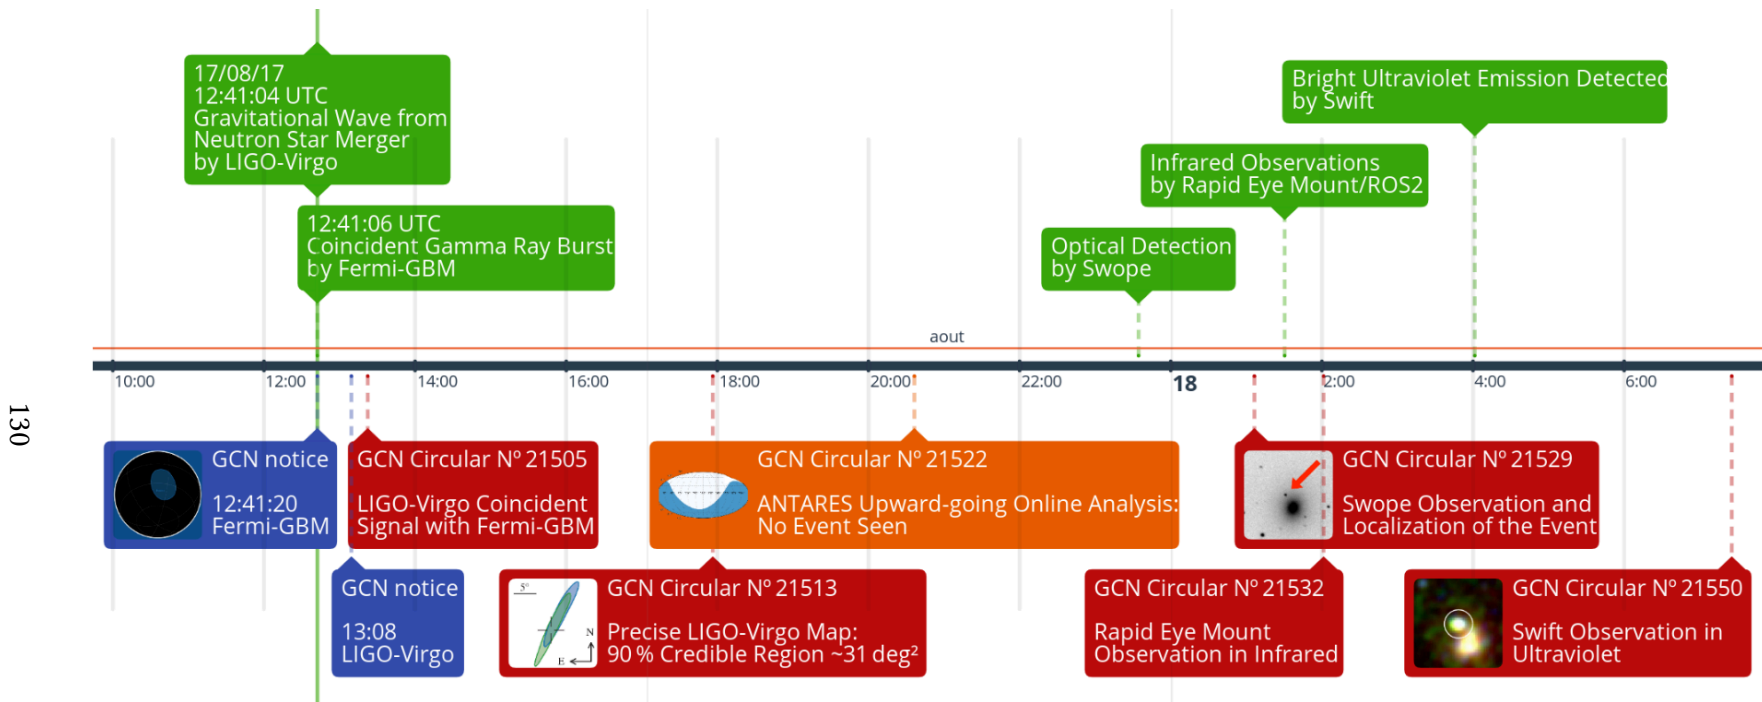 17/08/17
12:41:04 UTC
Gravitational Wave from
Neutron Star Merger
by LIGO-Virgo
12:41:06 UTC
Coincident Gamma Ray Burst
by Fermi-GBM
Optical Detection
by Swope
Infrared Observations
by Rapid Eye Mount/ROS2
Bright Ultraviolet Emission Detected
by Swift
aout
10:00
12:00
14:00
16:00
18:00
20:00
22:00
18
2:00
4:00
6:00
GCN notice
12:41:20
Fermi-GBM
GCN Circular Nº 21505
LIGO-Virgo Coincident
Signal with Fermi-GBM
GCN Circular Nº 21522
ANTARES Upward-going Online Analysis:
No Event Seen
GCN Circular Nº 21529
Swope Observation and
Localization of the Event
GCN notice
13:08
LIGO-Virgo
5°
N
E
GCN Circular Nº 21513
Precise LIGO-Virgo Map:
90 % Credible Region ~31 deg²
GCN Circular Nº 21532
Rapid Eye Mount
Observation in Infrared
GCN Circular Nº 21550
Swift Observation in
Ultraviolet
130